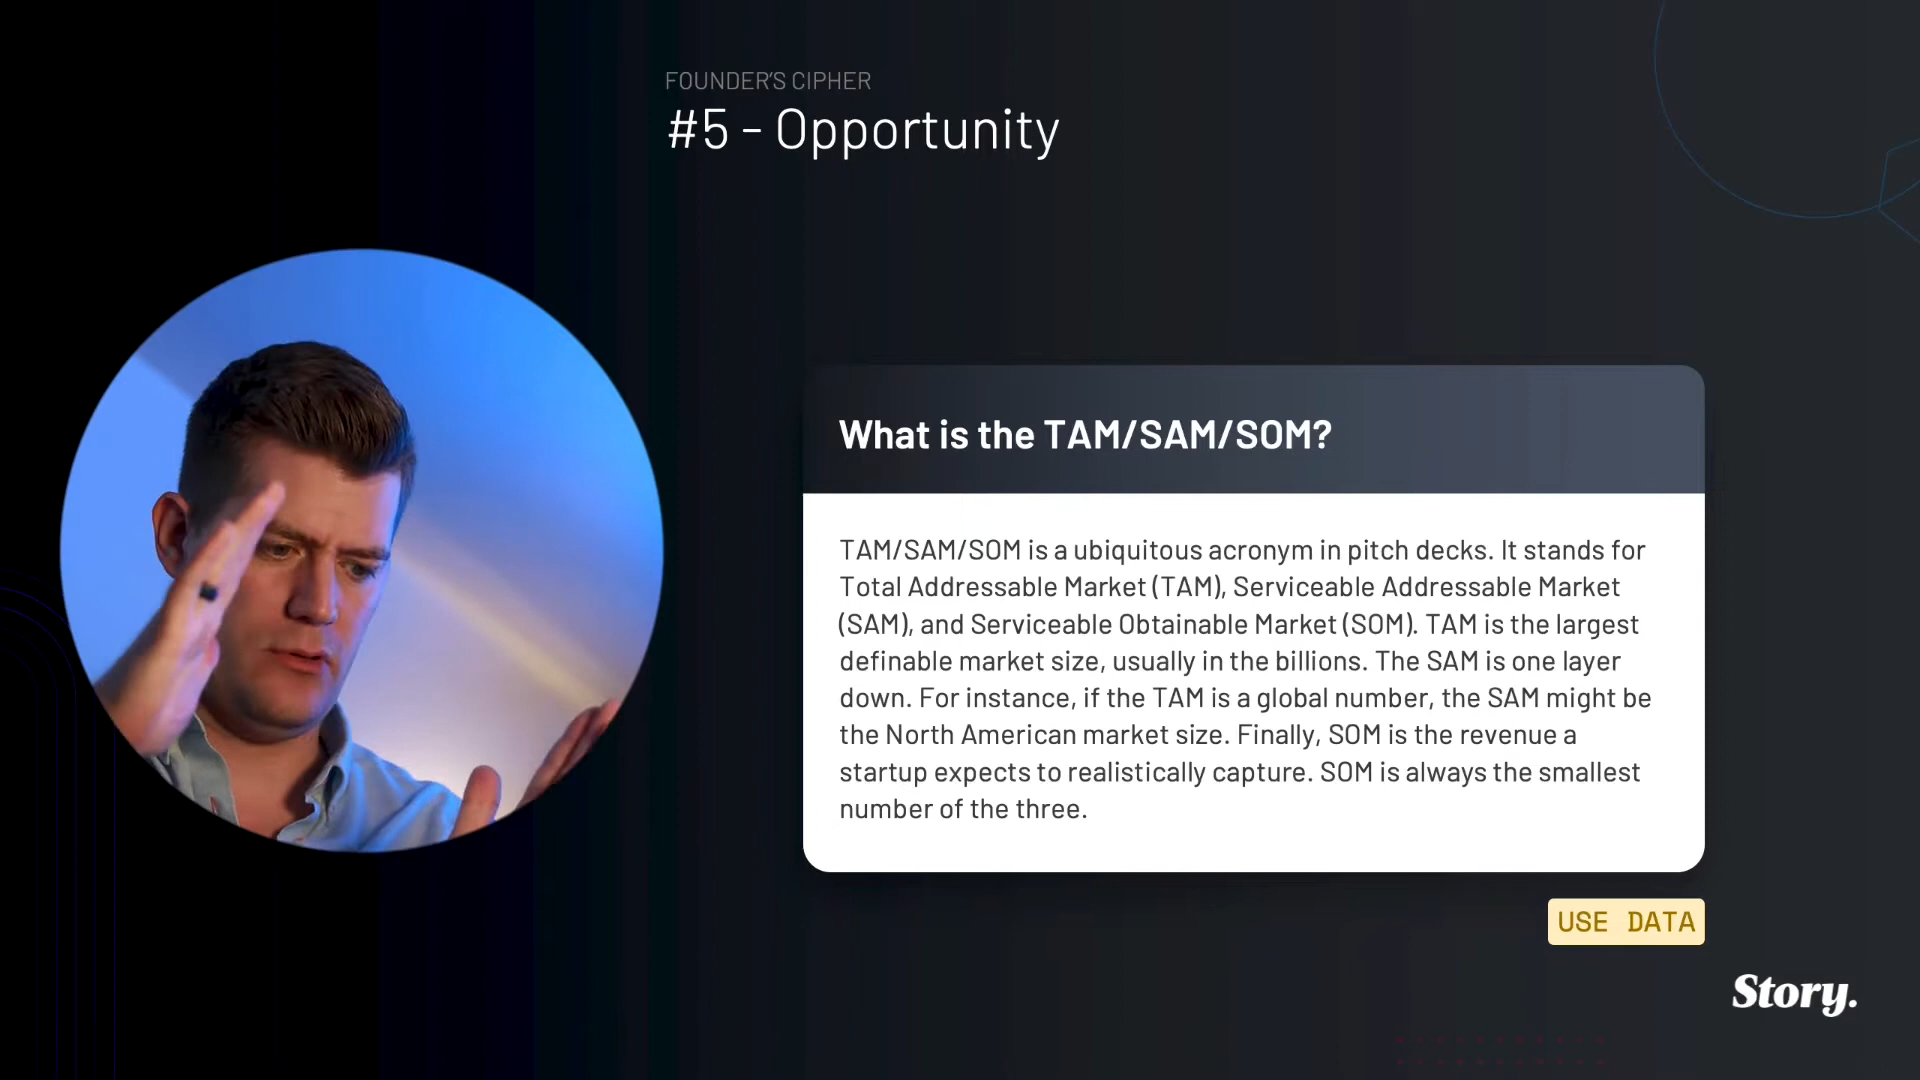 FOUNDER'S CIPHER
#5 - Opportunity
What is the TAM/SAM/SOM?
TAM/SAM/SOM is a ubiquitous acronym in pitch decks. It stands for
Total Addressable Market (TAM), Serviceable Addressable Market
(SAM), and Serviceable Obtainable Market (SOM). TAM is the largest
definable market size, usually in the billions. The SAM is one layer
down. For instance, if the TAM is a global number, the SAM might be
the North American market size. Finally, SOM is the revenue a
startup expects to realistically capture. SOM is always the smallest
number of the three.
USE DATA
Story.